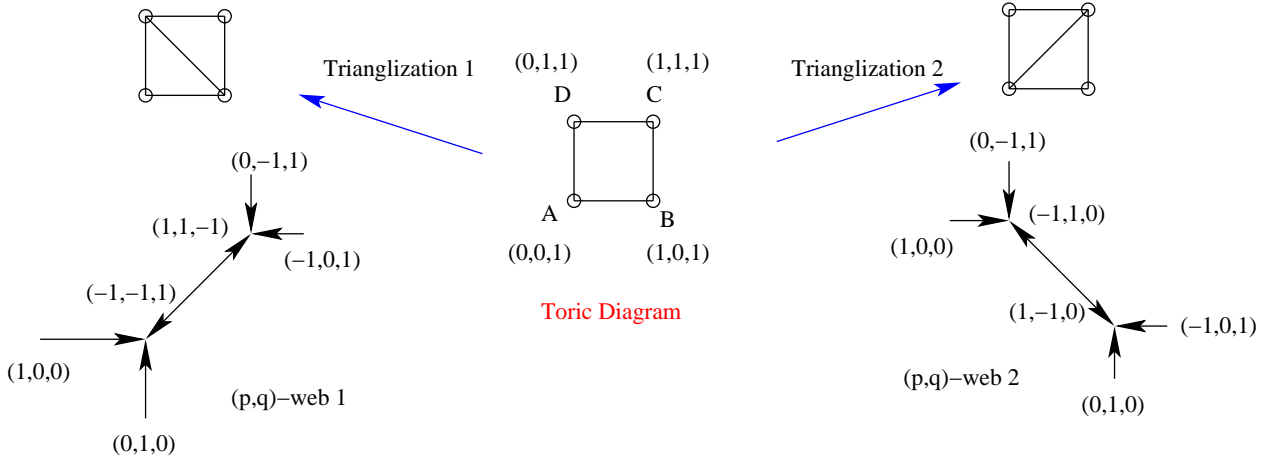 Trianglization 1
(0,1,1)
(1,1,1)
Trianglization 2
D
C
A
B
(0,0,1)
(1,0,1)
Toric Diagram
(0,−1,1)
(1,1,−1)
(−1,0,1)
(−1,−1,1)
(1,0,0)
(p,q)−web 1
(0,1,0)
(0,−1,1)
(−1,1,0)
(1,0,0)
(1,−1,0)
(−1,0,1)
(p,q)−web 2
(0,1,0)